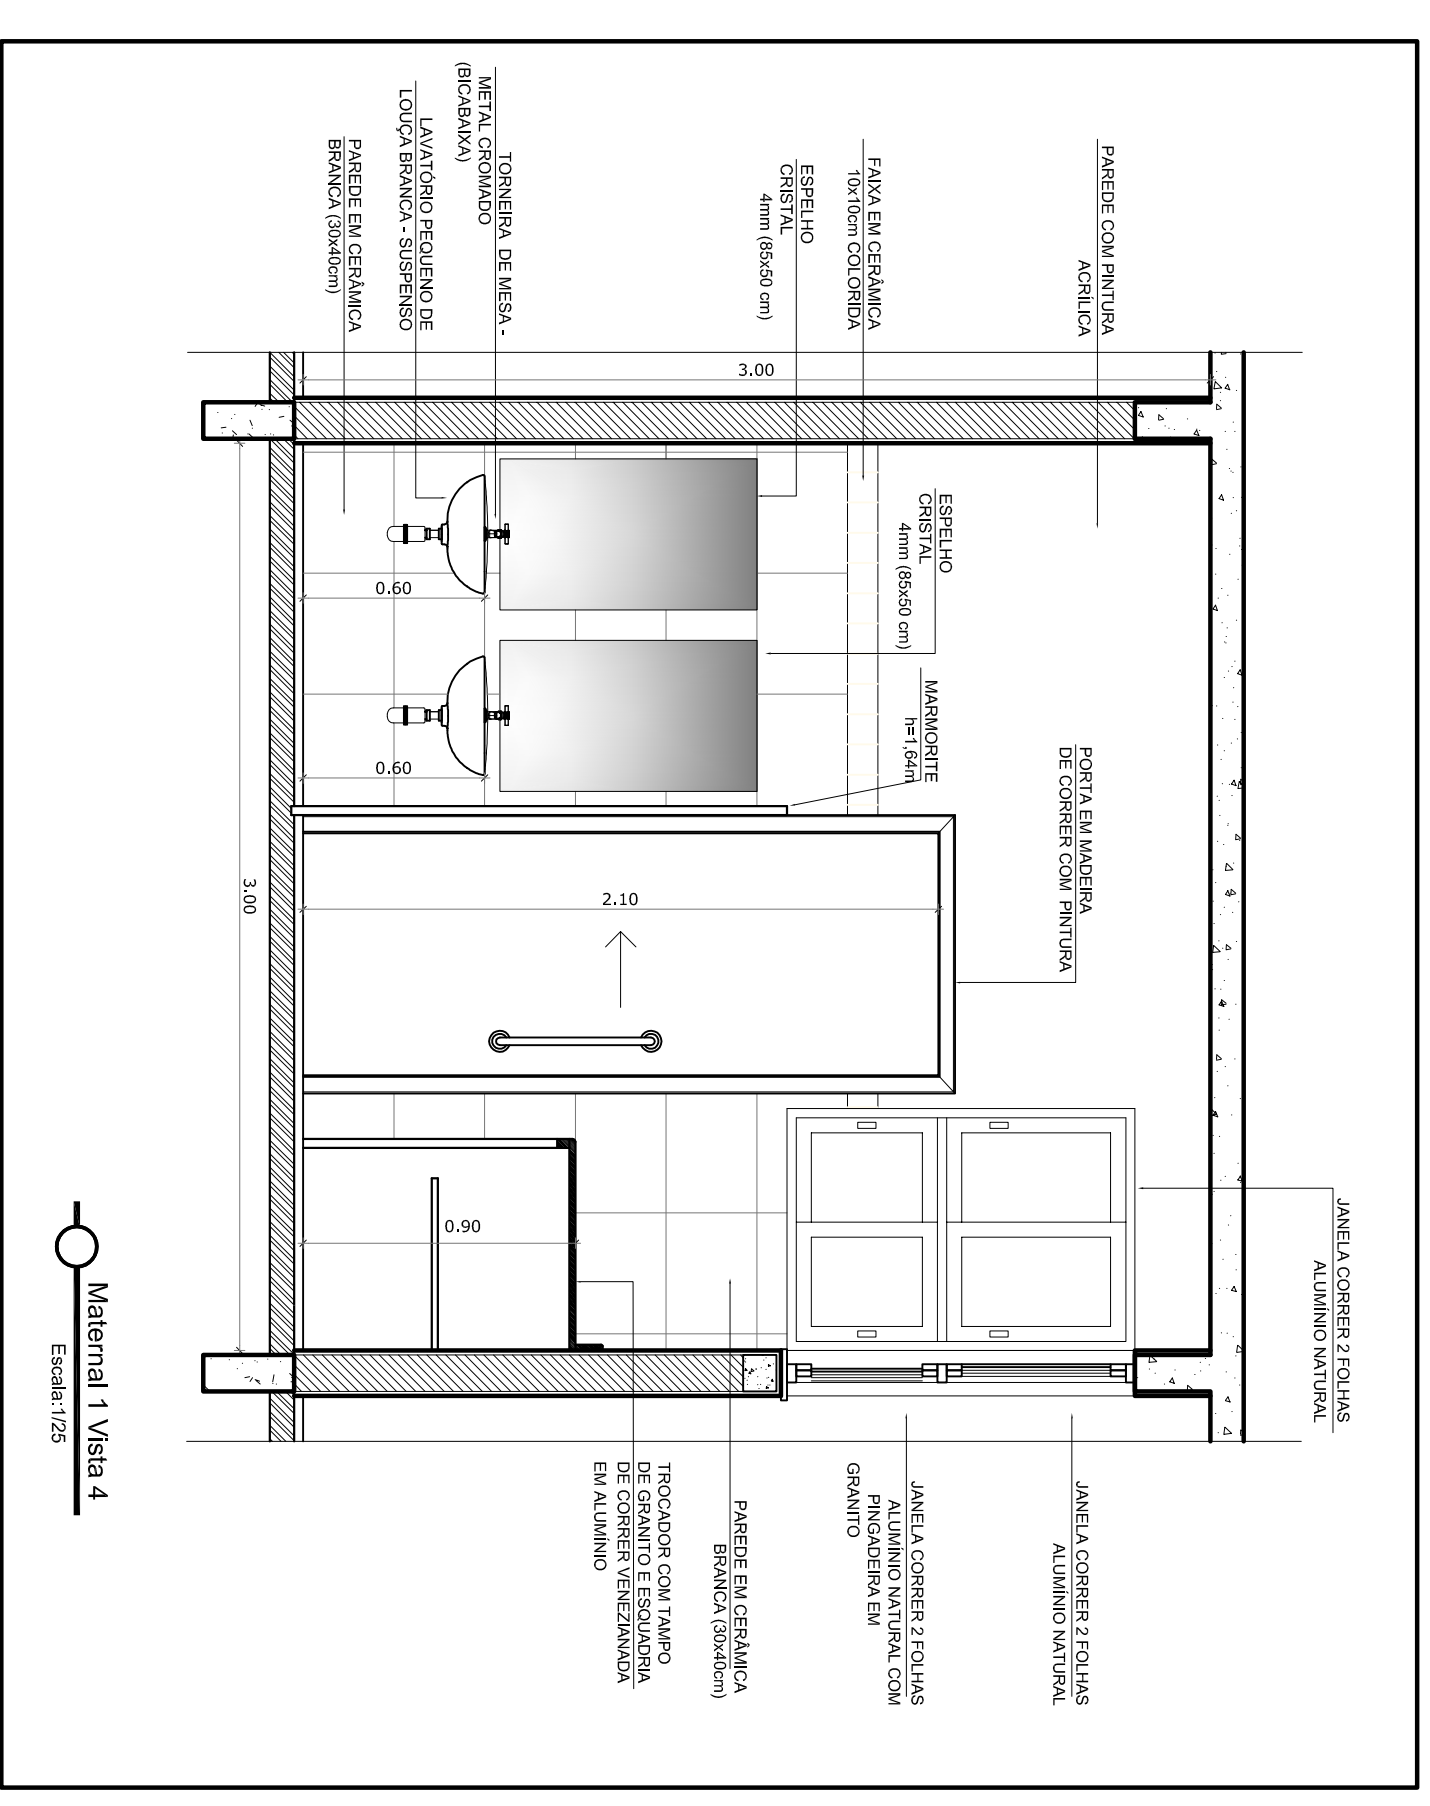 JANELA CORRER 2 FOLHAS
ALUMÍNIO NATURAL
PAREDE COM PINTURA
ACRÍLICA
FAIXA EM CERÂMICA
10x10cm COLORIDA
ESPELHO
CRISTAL
4mm (85x50 cm)
TORNEIRA DE MESA -
METAL CROMADO
(BICABAIXA)
LAVATÓRIO PEQUENO DE
LOUÇA BRANCA - SUSPENSO
PAREDE EM CERÂMICA
BRANCA (30x40cm)
3.00
ESPELHO
CRISTAL
4mm (85x50 cm)
MARMORITE
h=1,64m
PORTA EM MADEIRA
DE CORRER COM PINTURA
0.60
0.60
2.10
0.90
3.00
JANELA CORRER 2 FOLHAS
ALUMÍNIO NATURAL
JANELA CORRER 2 FOLHAS
ALUMÍNIO NATURAL COM
PINGADEIRA EM
GRANITO
PAREDE EM CERÂMICA
BRANCA (30x40cm)
TROCADOR COM TAMPO
DE GRANITO E ESQUADRIA
DE CORRER VENEZIANADA
EM ALUMÍNIO
Maternal 1 Vista 4
Escala:1/25